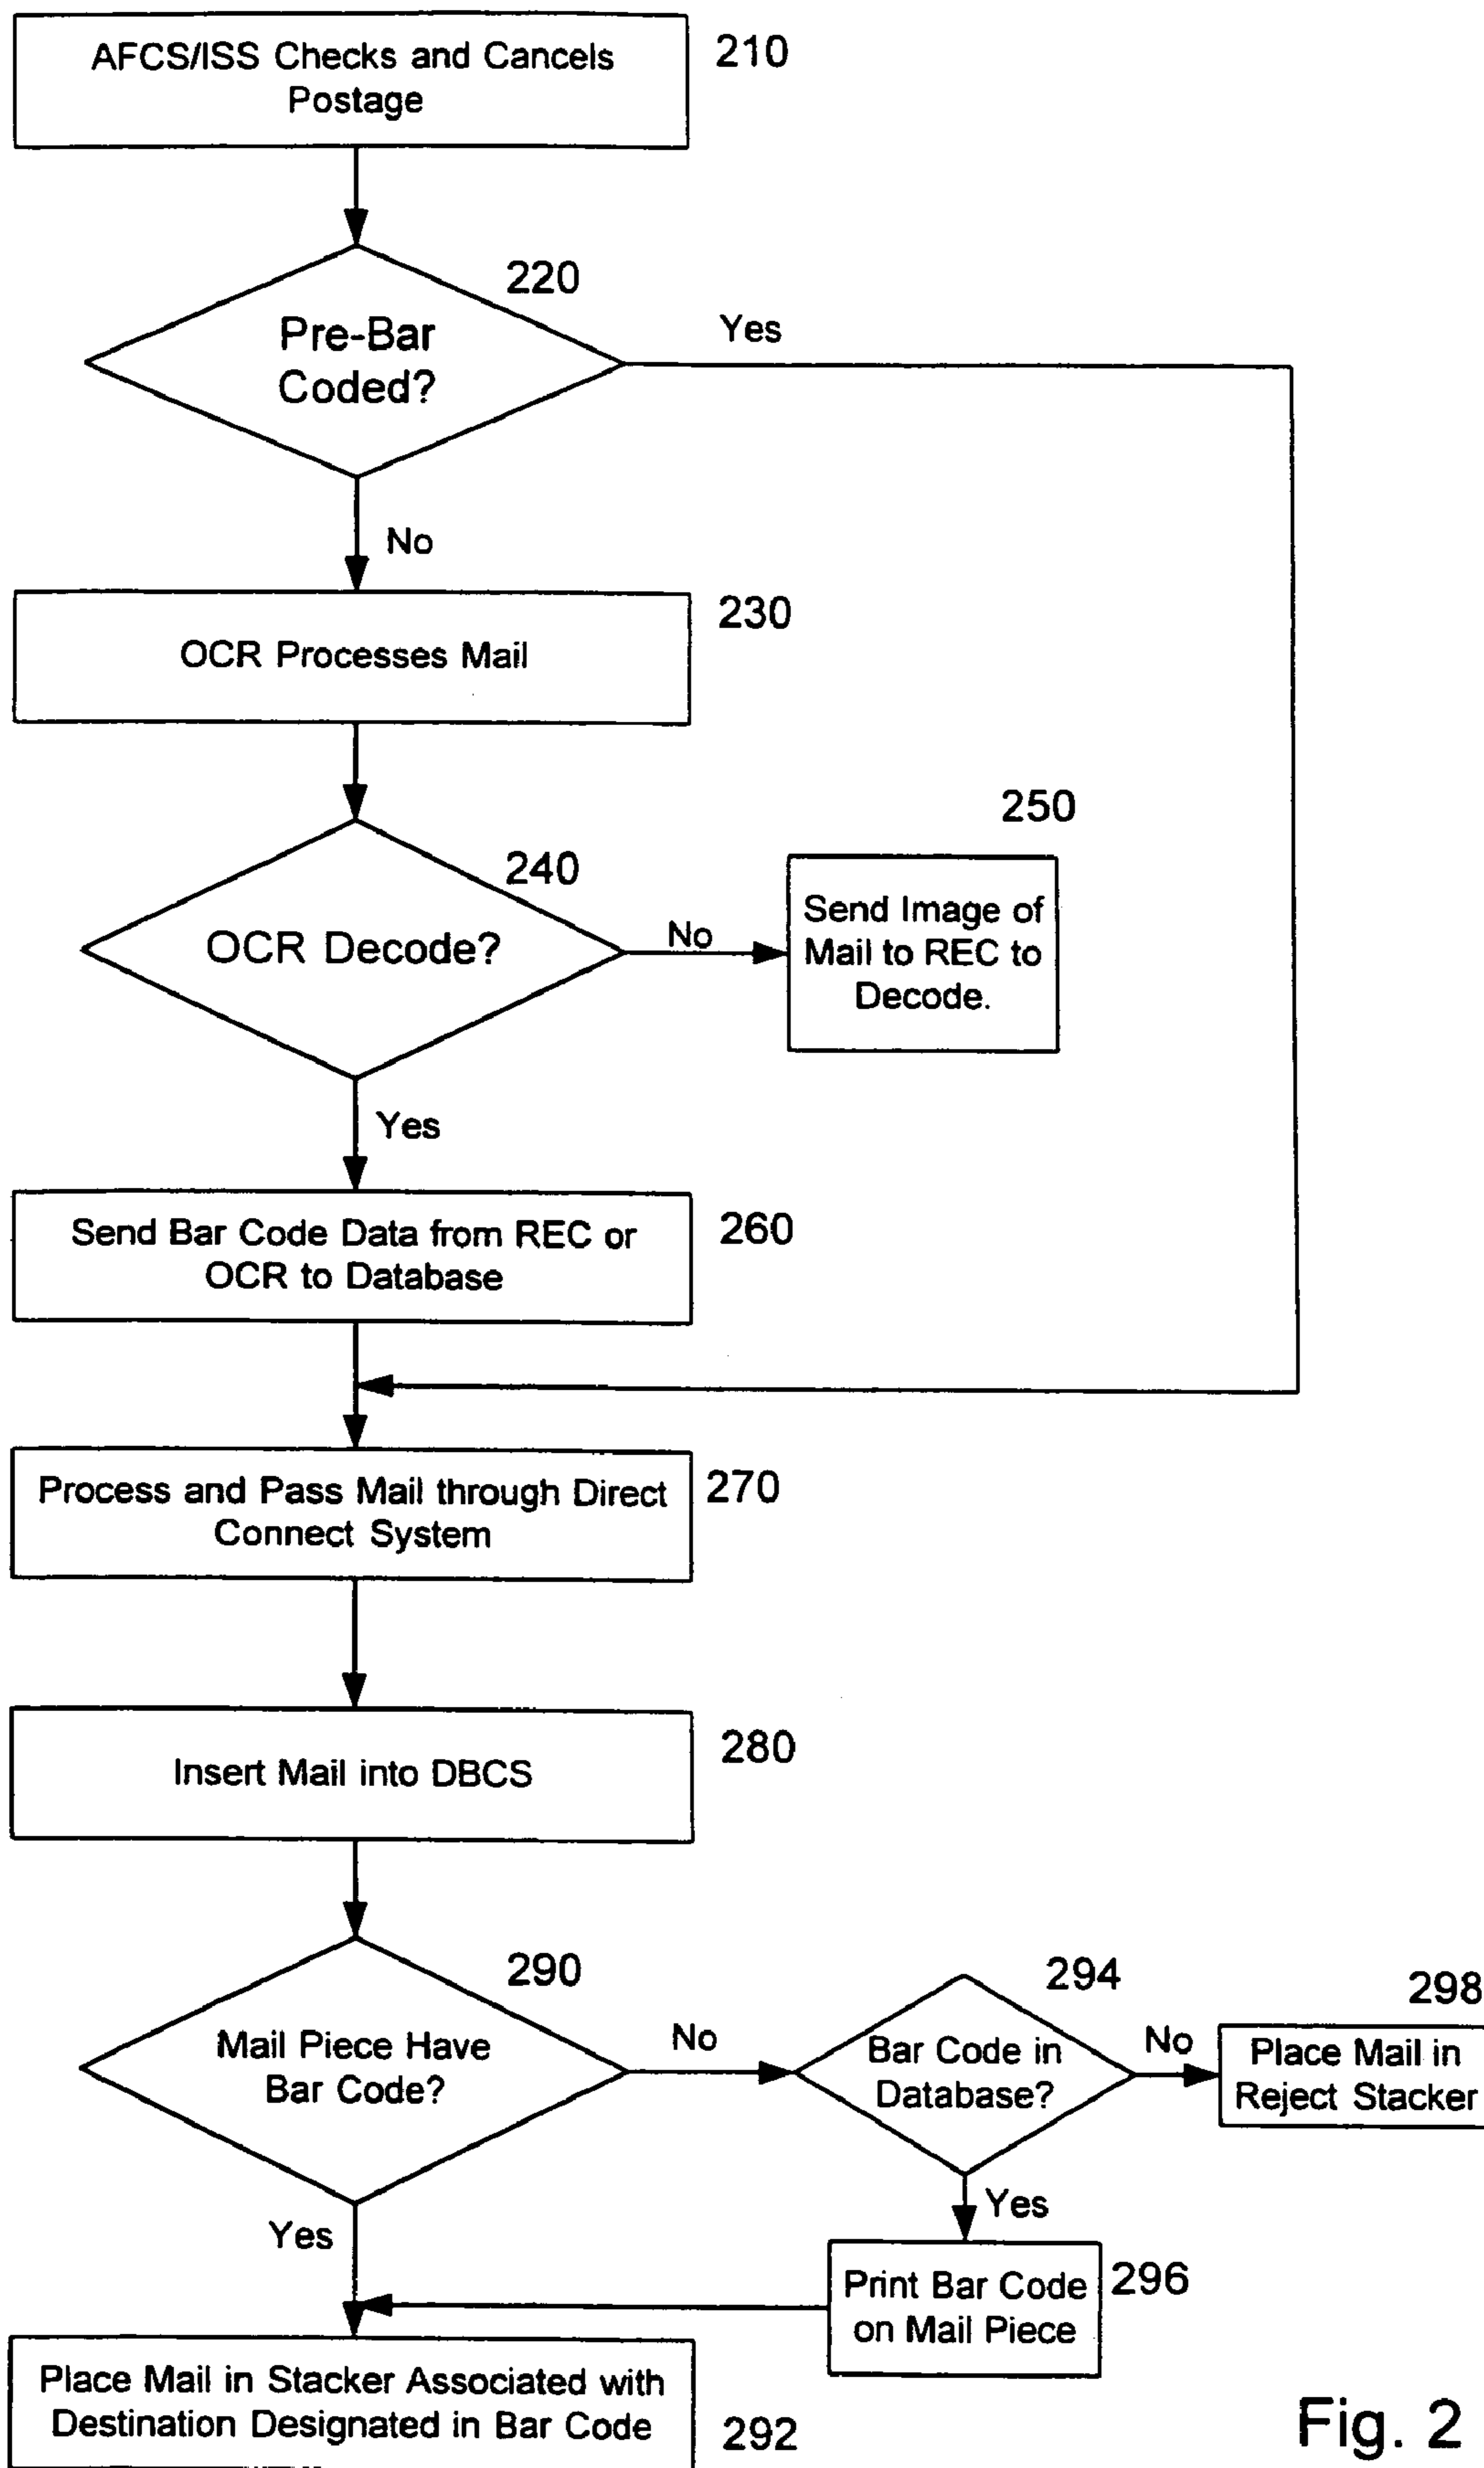 AFCS/ISS Checks and Cancels
Postage
210
220
Pre-Bar
Coded?
Yes
No
230
OCR Processes Mail
250
240
OCR Decode?
No
Send Image of
Mail to REC to
Decode.
Yes
Send Bar Code Data from REC or
OCR to Database
260
Process and Pass Mail through Direct
Connect System
270
Insert Mail into DBCS
280
290
Mail Piece Have
Bar Code?
No
294
Bar Code in
Database?
No
298
Place Mail in
Reject Stacker
Yes
Yes
Print Bar Code
on Mail Piece
296
Place Mail in Stacker Associated with
Destination Designated in Bar Code
292
Fig. 2